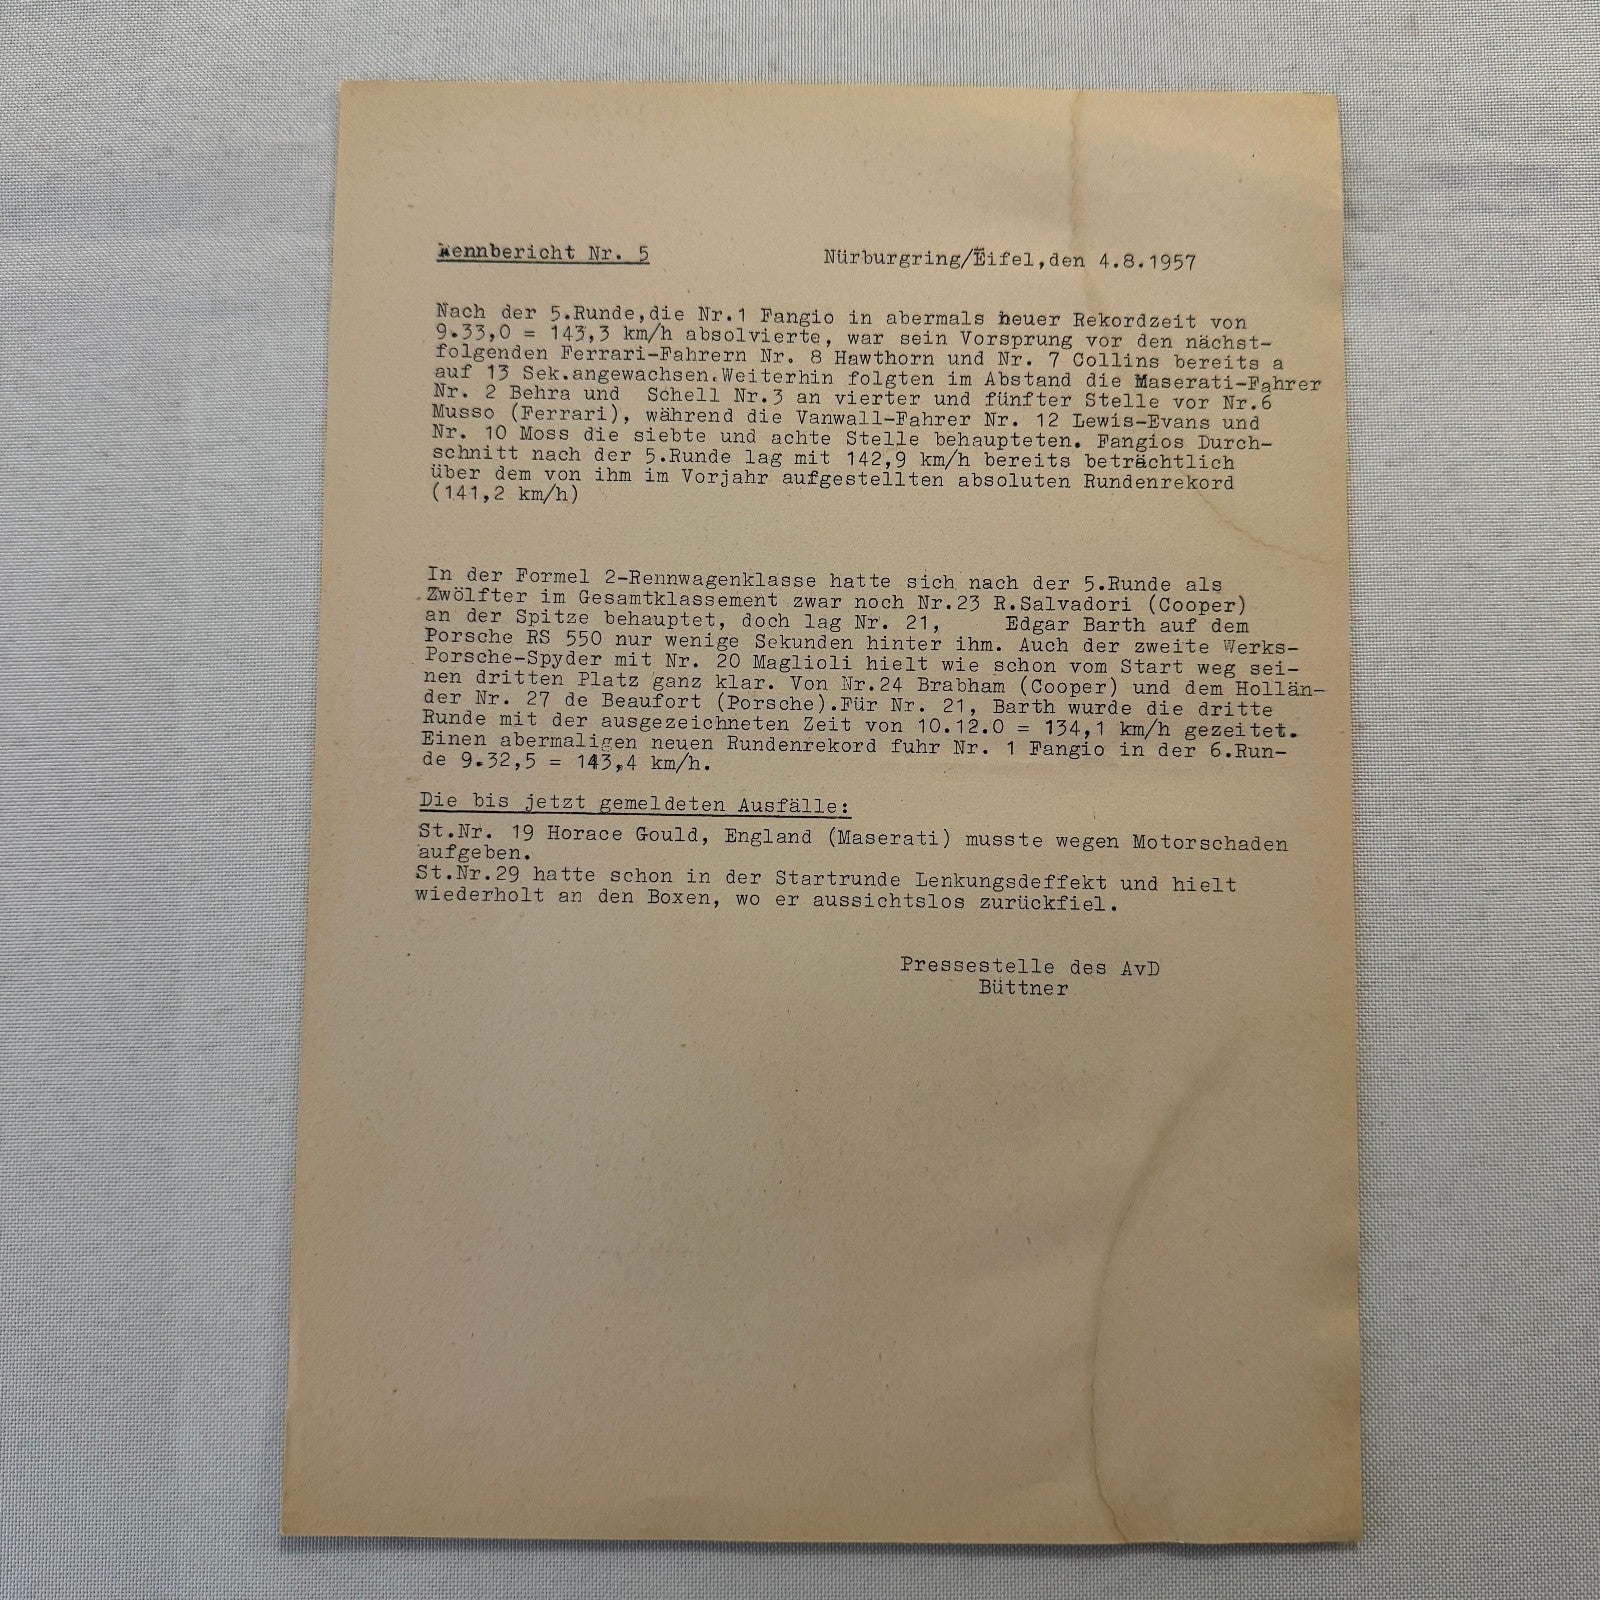 Rennbericht Nr. 5 Nürburgring/Eifel,den 4.8.1957
Nach der 5.Runde,die Nr.1 Fangio in abermals neuer Rekordzeit von
9.33,0 = 143,3 km/h absolvierte, war sein Vorsprung vor den nächst-
folgenden Ferrari-Fahrern Nr. 8 Hawthorn und Nr. 7 Collins bereits a
auf 13 Sek.angewachsen.Weiterhin folgten im Abstand die Maserati-Fahrer
Nr. 2 Behra und Schell Nr.3 an vierter und fünfter Stelle vor Nr.6
Musso (Ferrari), während die Vanwall-Fahrer Nr. 12 Lewis-Evans und
Nr. 10 Moss die siebte und achte Stelle behaupteten. Fangios Durch-
schnitt nach der 5.Runde lag mit 142,9 km/h bereits beträchtlich
über dem von ihm im Vorjahr aufgestellten absoluten Rundenrekord
(141,2 km/h)
In der Formel 2-Rennwagenklasse hatte sich nach der 5.Runde als
Zwölfter im Gesamtklassement zwar noch Nr.23 R.Salvadori (Cooper)
an der Spitze behauptet, doch lag Nr. 21, Edgar Barth auf dem
Porsche RS 550 nur wenige Sekunden hinter ihm. Auch der zweite Werks-
Porsche-Spyder mit Nr. 20 Maglioli hielt wie schon vom Start weg sei-
nen dritten Platz ganz klar. Von Nr.24 Brabham (Cooper) und dem Hollän-
der Nr. 27 de Beaufort (Porsche).Für Nr. 21, Barth wurde die dritte
Runde mit der ausgezeichneten Zeit von 10.12.0 = 134,1 km/h gezeitet.
Einen abermaligen neuen Rundenrekord fuhr Nr. 1 Fangio in der 6.Run-
de 9.32,5 = 143,4 km/h.
Die bis jetzt gemeldeten Ausfälle:
St.Nr. 19 Horace Gould, England (Maserati) musste wegen Motorschaden
aufgeben.
St.Nr.29 hatte schon in der Startrunde Lenkungsdeffekt und hielt
wiederholt an den Boxen, wo er aussichtslos zurückfiel.
Pressestelle des AvD
Büttner